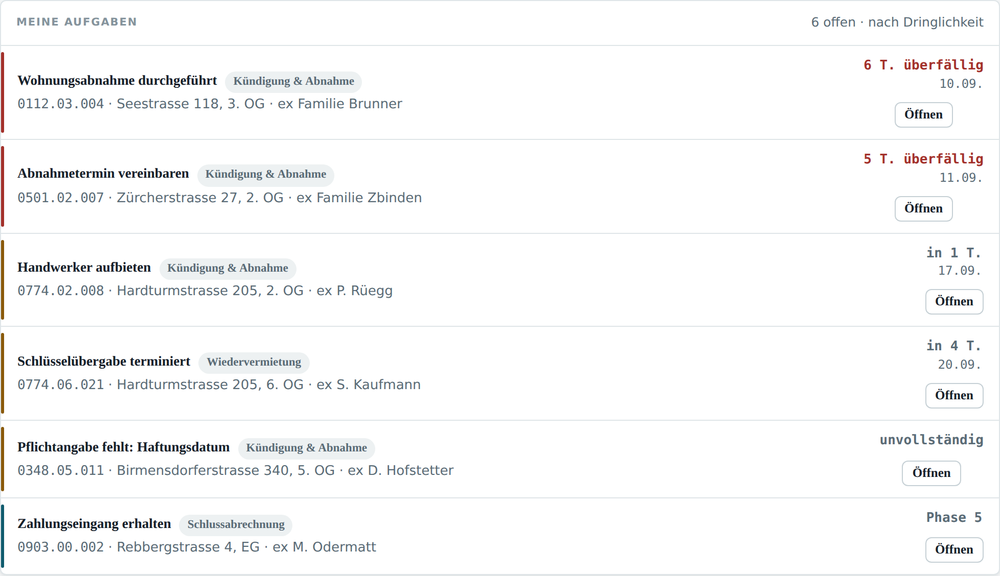 MEINE AUFGABEN
6 offen · nach Dringlichkeit
Wohnungsabnahme durchgeführt Kündigung & Abnahme
0112.03.004 · Seestrasse 118, 3. OG · ex Familie Brunner
6 T. überfällig
10.09.
Öffnen
Abnahmetermin vereinbaren Kündigung & Abnahme
0501.02.007 · Zürcherstrasse 27, 2. OG · ex Familie Zbinden
5 T. überfällig
11.09.
Öffnen
Handwerker aufbieten Kündigung & Abnahme
0774.02.008 · Hardturmstrasse 205, 2. OG · ex P. Rüegg
in 1 T.
17.09.
Öffnen
Schlüsselübergabe terminiert Wiedervermietung
0774.06.021 · Hardturmstrasse 205, 6. OG · ex S. Kaufmann
in 4 T.
20.09.
Öffnen
Pflichtangabe fehlt: Haftungsdatum Kündigung & Abnahme
0348.05.011 · Birmensdorferstrasse 340, 5. OG · ex D. Hofstetter
unvollständig
Öffnen
Zahlungseingang erhalten Schlussabrechnung
0903.00.002 · Rebbergstrasse 4, EG · ex M. Odermatt
Phase 5
Öffnen